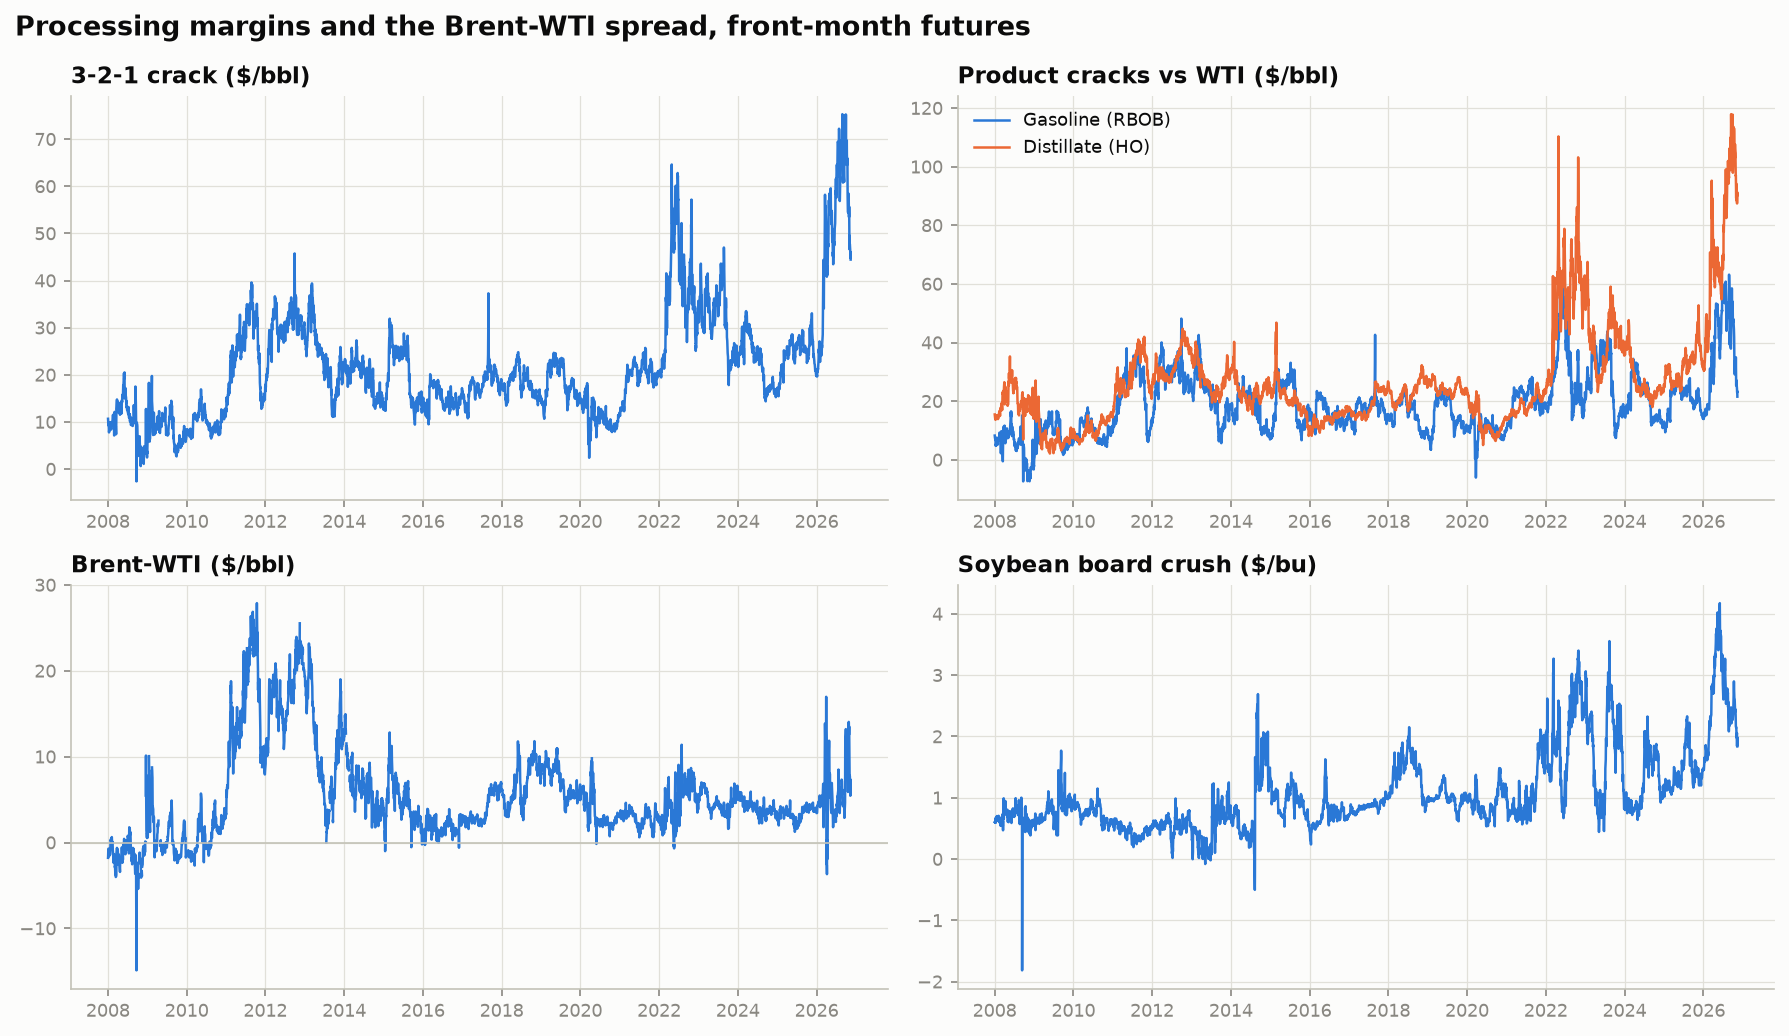 Processing margins and the Brent-WTI spread, front-month futures
3-2-1 crack ($/bbl)
70
60
50
40
30
20
10
0
2008 2010 2012 2014 2016 2018 2020 2022 2024 2026
Product cracks vs WTI ($/bbl)
Gasoline (RBOB)
Distillate (HO)
120
100
80
60
40
20
0
2008 2010 2012 2014 2016 2018 2020 2022 2024 2026
Brent-WTI ($/bbl)
30
20
10
0
−10
2008 2010 2012 2014 2016 2018 2020 2022 2024 2026
Soybean board crush ($/bu)
4
3
2
1
0
−1
−2
2008 2010 2012 2014 2016 2018 2020 2022 2024 2026